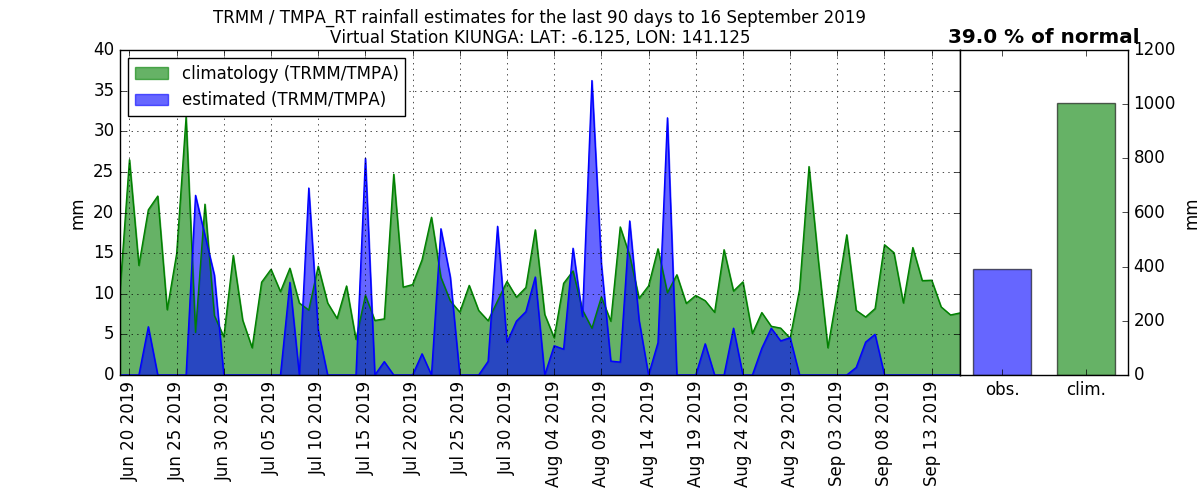 TRMM / TMPA_RT rainfall estimates for the last 90 days to 16 September 2019
Virtual Station KIUNGA: LAT: -6.125, LON: 141.125
39.0 % of normal
climatology (TRMM/TMPA)
estimated (TRMM/TMPA)
mm
40
35
30
25
20
15
10
5
0
Jun 20 2019
Jun 25 2019
Jun 30 2019
Jul 05 2019
Jul 10 2019
Jul 15 2019
Jul 20 2019
Jul 25 2019
Jul 30 2019
Aug 04 2019
Aug 09 2019
Aug 14 2019
Aug 19 2019
Aug 24 2019
Aug 29 2019
Sep 03 2019
Sep 08 2019
Sep 13 2019
1200
1000
800
600
400
200
0
mm
obs.
clim.